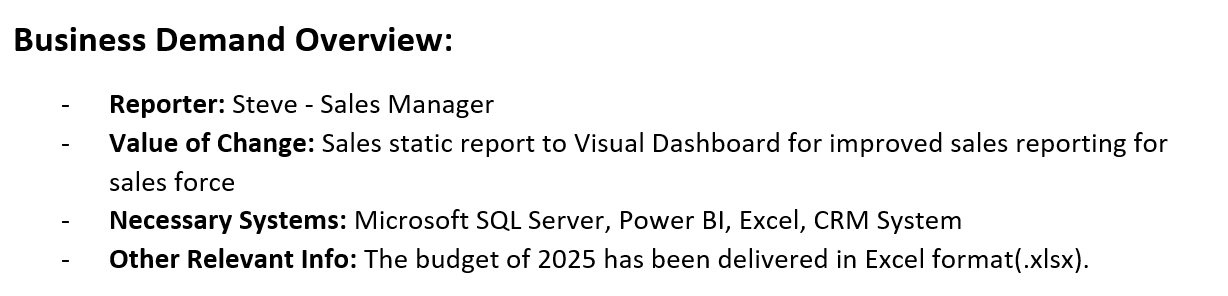 Business Demand Overview:
- Reporter: Steve - Sales Manager
- Value of Change: Sales static report to Visual Dashboard for improved sales reporting for
sales force
- Necessary Systems: Microsoft SQL Server, Power BI, Excel, CRM System
- Other Relevant Info: The budget of 2025 has been delivered in Excel format(.xlsx).